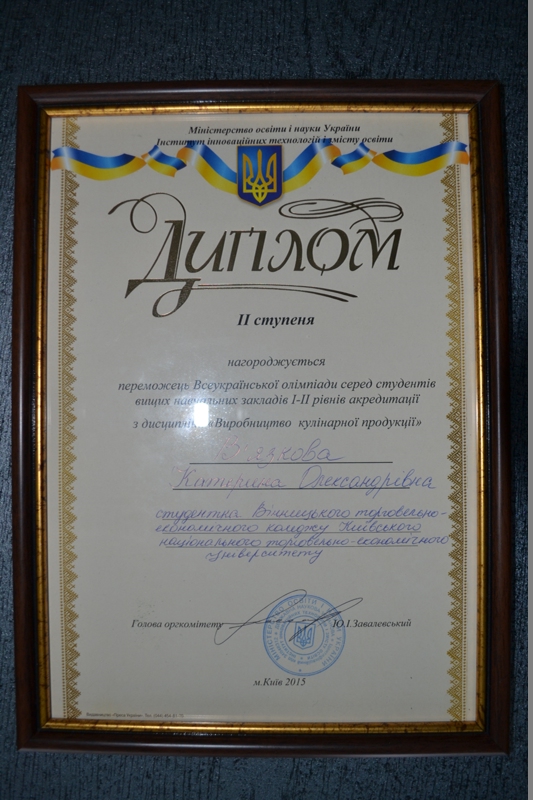 Міністерство освіти і науки України
Інститут інноваційних технологій і змісту освіти
Диплом
II ступеня
нагороджується
переможець Всеукраїнської олімпіади серед студентів
вищих навчальних закладів I-II рівнів акредитації
з дисципліни «Виробництво кулінарної продукції»
Катерина Олександрівна
студентка Вінницького торговельно-
економічного коледжу Київського
національного торговельно-економічного
університету
Голова оргкомітету
Ю.І.Завалевський
м.Київ 2015